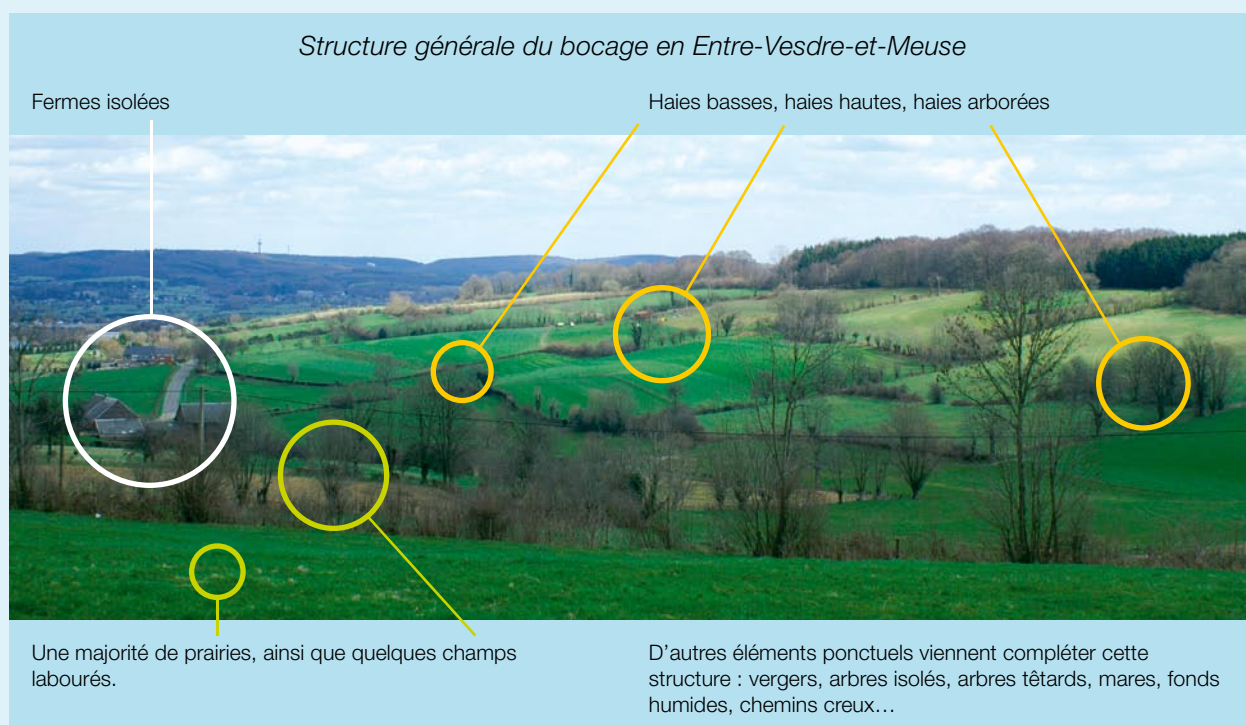 Structure générale du bocage en Entre-Vesdre-et-Meuse
Fermes isolées
Haies basses, haies hautes, haies arborées
Une majorité de prairies, ainsi que quelques champs
labourés.
D’autres éléments ponctuels viennent compléter cette
structure : vergers, arbres isolés, arbres têtards, mares, fonds
humides, chemins creux…